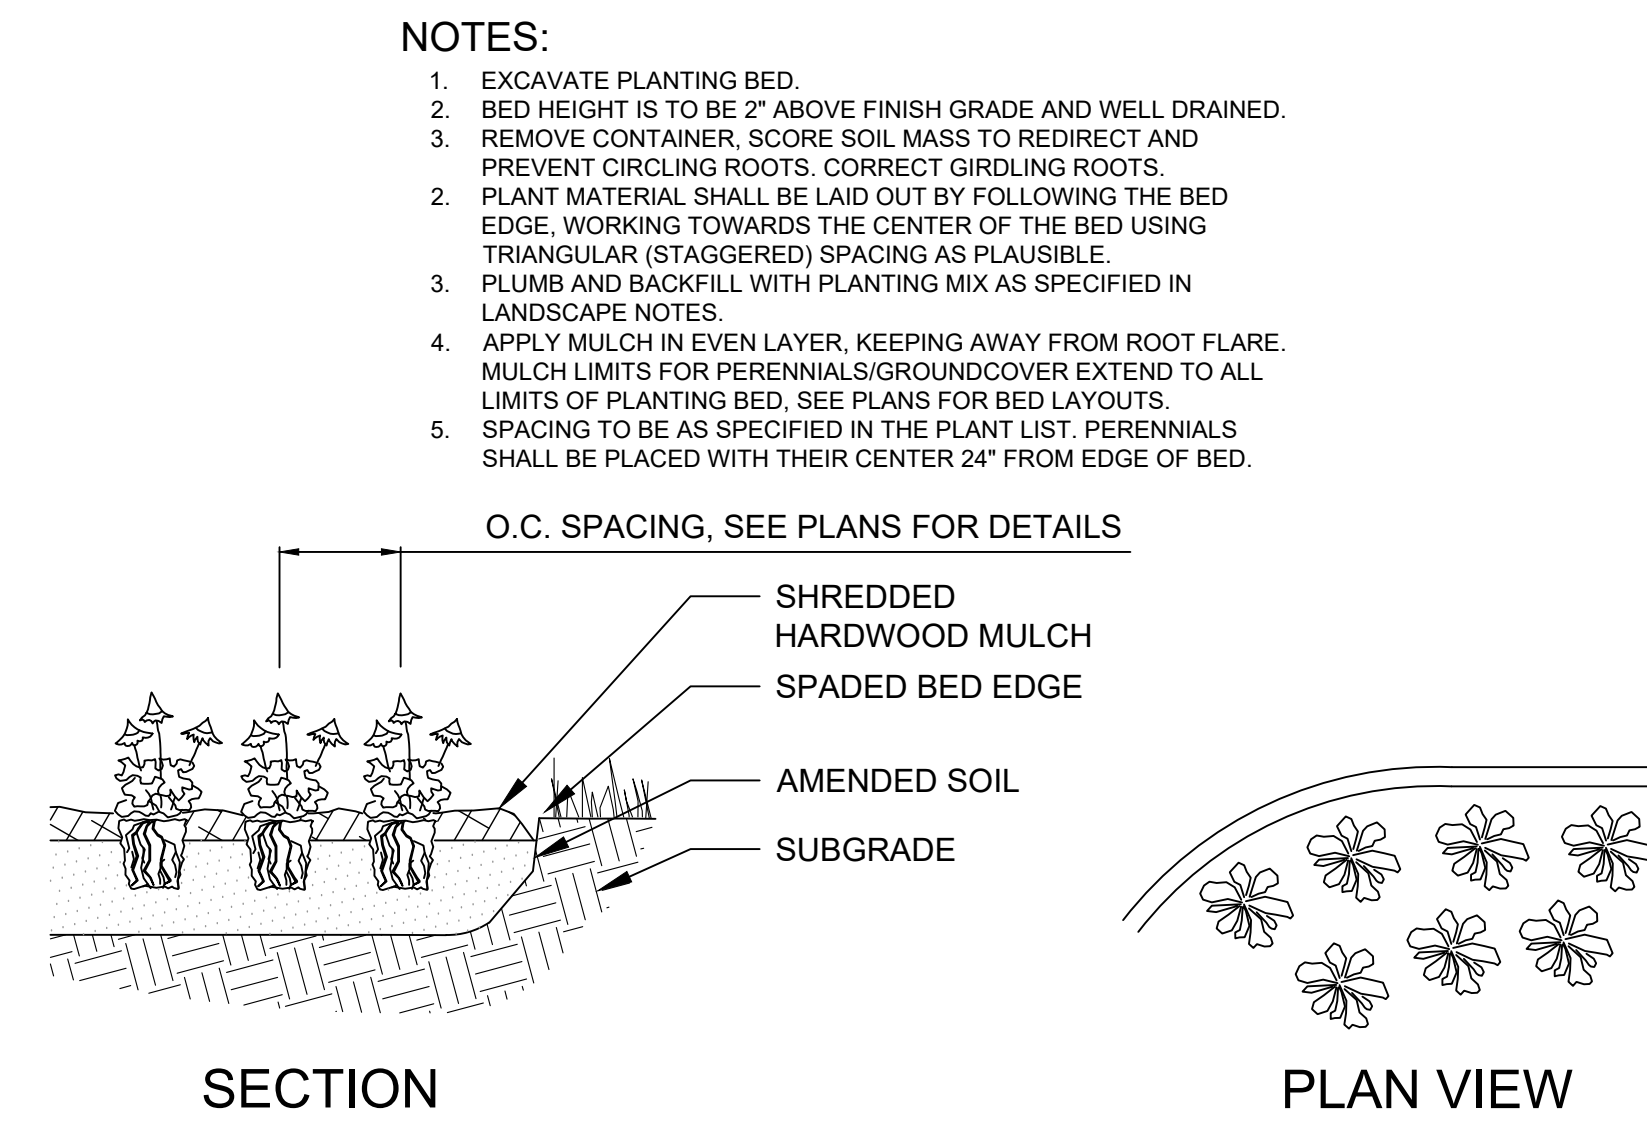 NOTES:
1. EXCAVATE PLANTING BED.
2. BED HEIGHT IS TO BE 2" ABOVE FINISH GRADE AND WELL DRAINED.
3. REMOVE CONTAINER, SCORE SOIL MASS TO REDIRECT AND
PREVENT CIRCLING ROOTS. CORRECT GIRDLING ROOTS.
2. PLANT MATERIAL SHALL BE LAID OUT BY FOLLOWING THE BED
EDGE, WORKING TOWARDS THE CENTER OF THE BED USING
TRIANGULAR (STAGGERED) SPACING AS PLAUSIBLE.
3. PLUMB AND BACKFILL WITH PLANTING MIX AS SPECIFIED IN
LANDSCAPE NOTES.
4. APPLY MULCH IN EVEN LAYER, KEEPING AWAY FROM ROOT FLARE.
MULCH LIMITS FOR PERENNIALS/GROUNDCOVER EXTEND TO ALL
LIMITS OF PLANTING BED, SEE PLANS FOR BED LAYOUTS.
5. SPACING TO BE AS SPECIFIED IN THE PLANT LIST. PERENNIALS
SHALL BE PLACED WITH THEIR CENTER 24" FROM EDGE OF BED.
O.C. SPACING, SEE PLANS FOR DETAILS
SHREDDED
HARDWOOD MULCH
SPADED BED EDGE
AMENDED SOIL
SUBGRADE
SECTION
PLAN VIEW